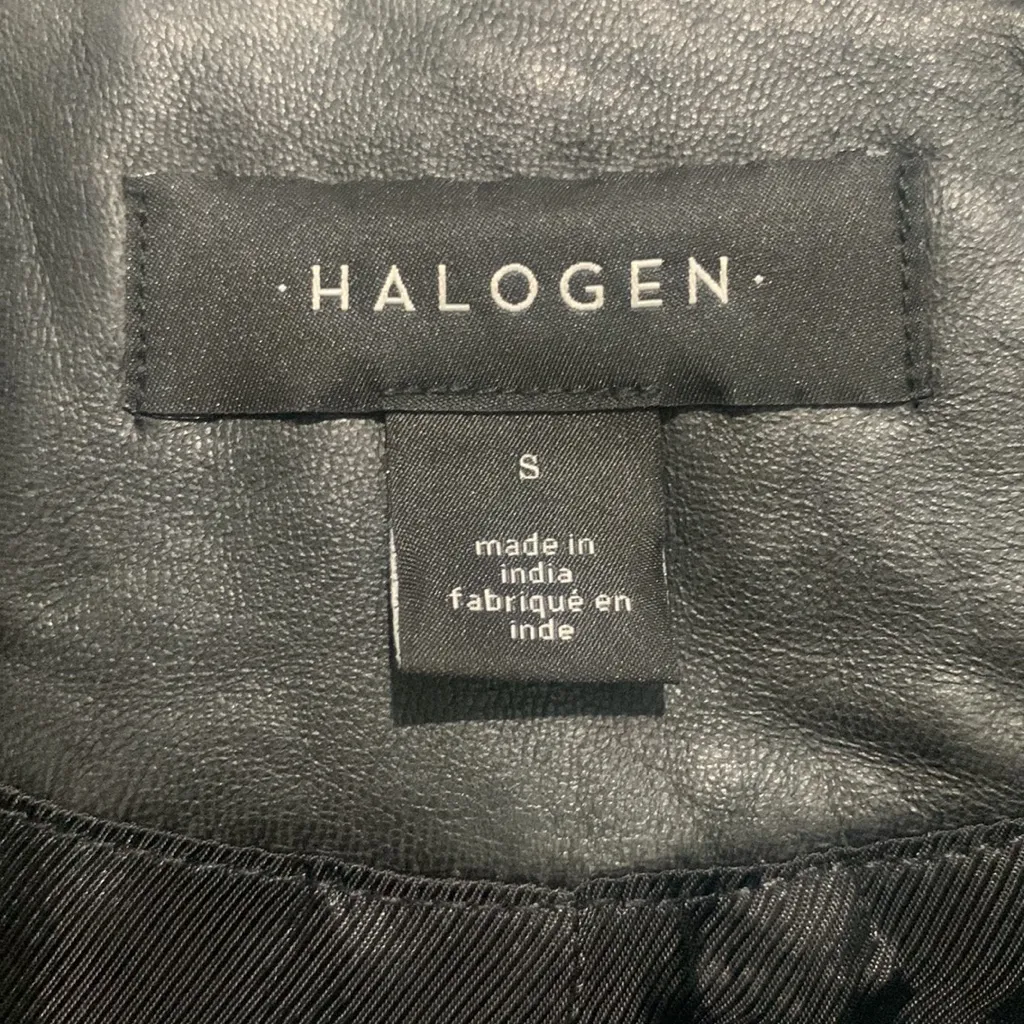 · HALOGEN ·
S
made in
india
fabriqué en
inde